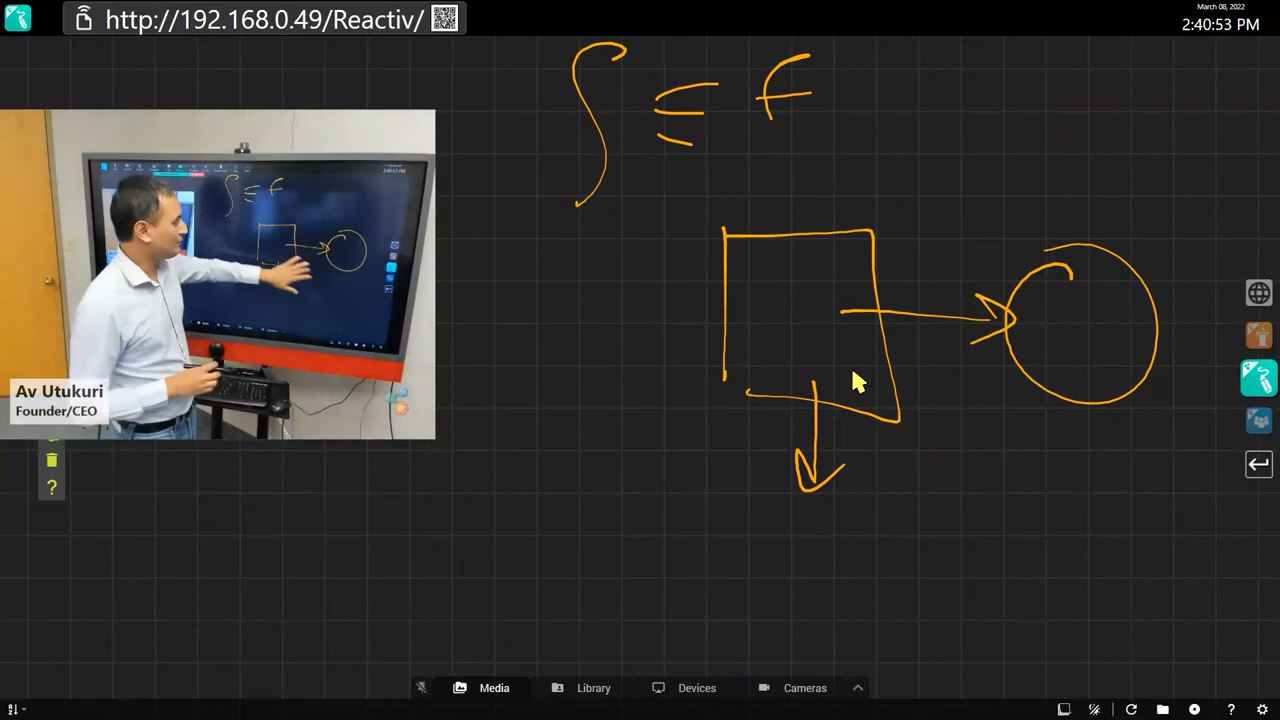 http://192.168.0.49/Reactiv/
March 08, 2022
2:40:53 PM
∫ = f
Av Utukuri
Founder/CEO
?
Media
Library
Devices
Cameras
?